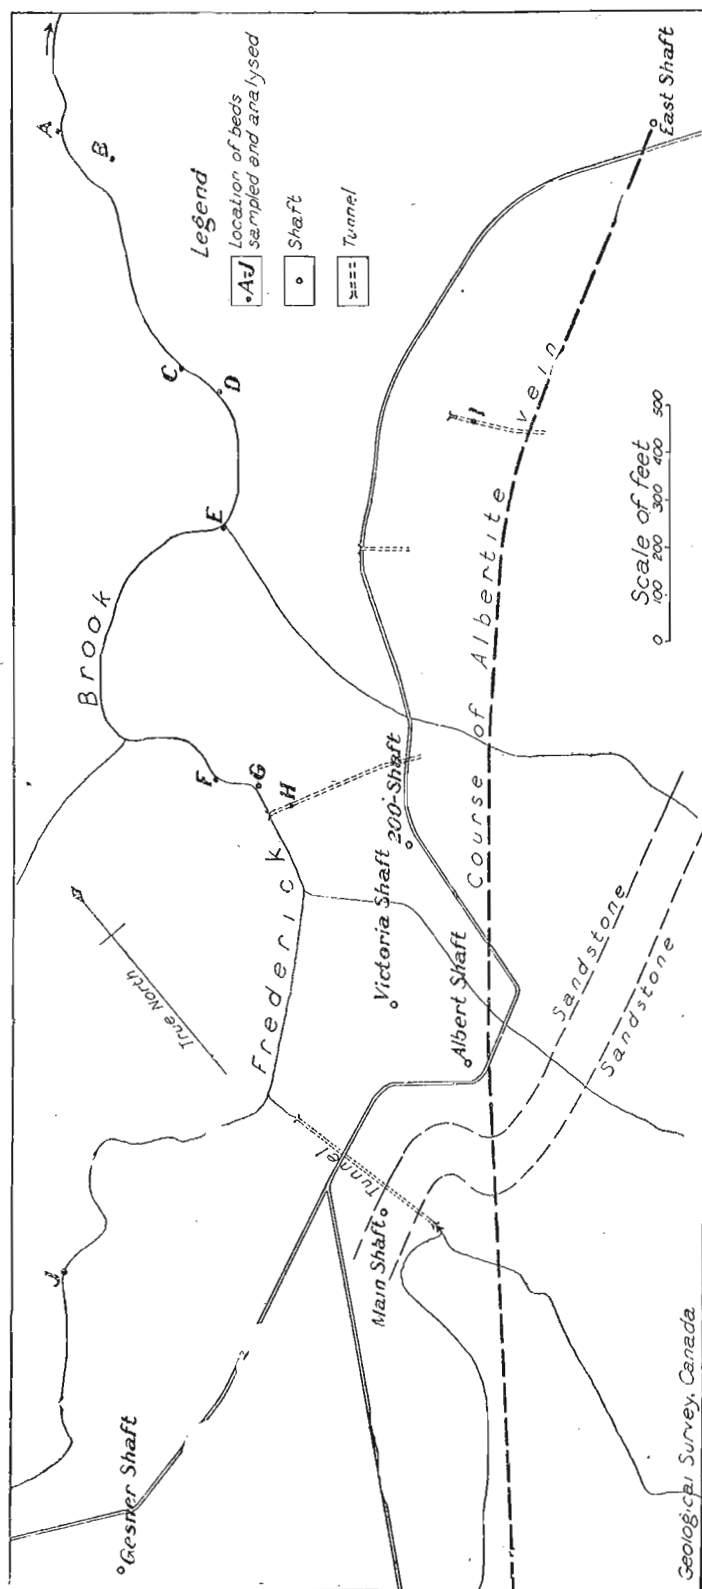 A
B
C
D
E
F
G
H
I
J
Legend
A-J Location of beds
sampled and analysed
Shaft
Tunnel
Frederick Brook
True North
Gesner Shaft
Tunnel
Main Shaft
Albert Shaft
Victoria Shaft
200-Shaft
East Shaft
Course of Albertite vein
Sandstone
Sandstone
Scale of feet
0 100 200 300 400 500
Geological Survey, Canada